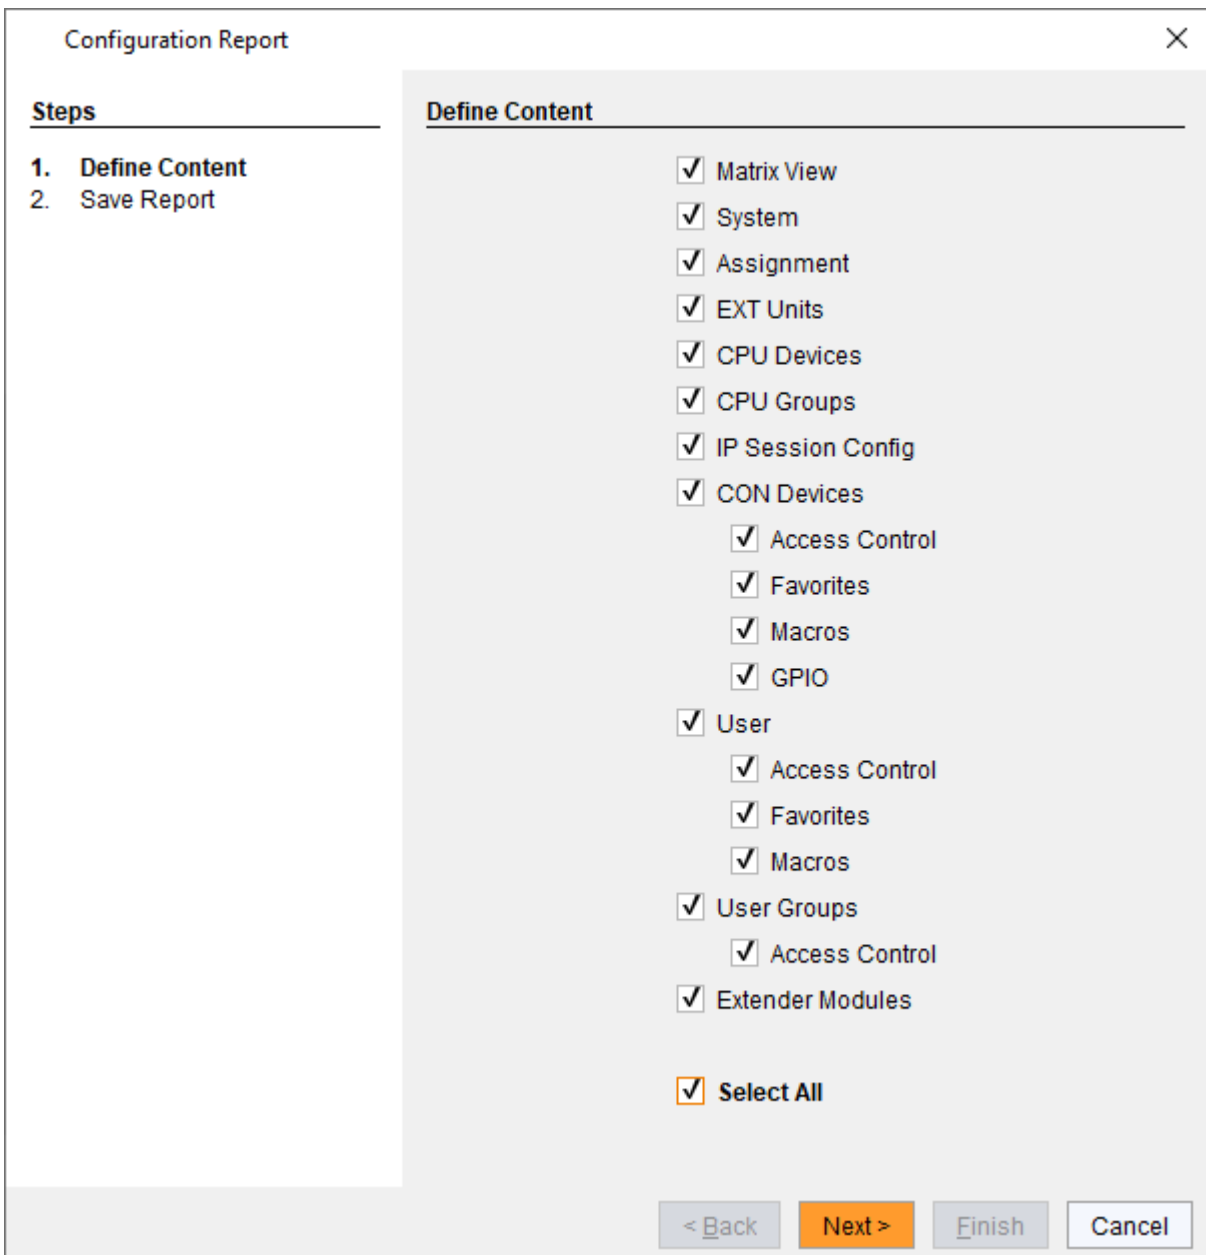 Configuration Report
Steps
1. Define Content
2. Save Report
Define Content
Matrix View
System
Assignment
EXT Units
CPU Devices
CPU Groups
IP Session Config
CON Devices
Access Control
Favorites
Macros
GPIO
User
Access Control
Favorites
Macros
User Groups
Access Control
Extender Modules
Select All
< Back Next > Finish Cancel